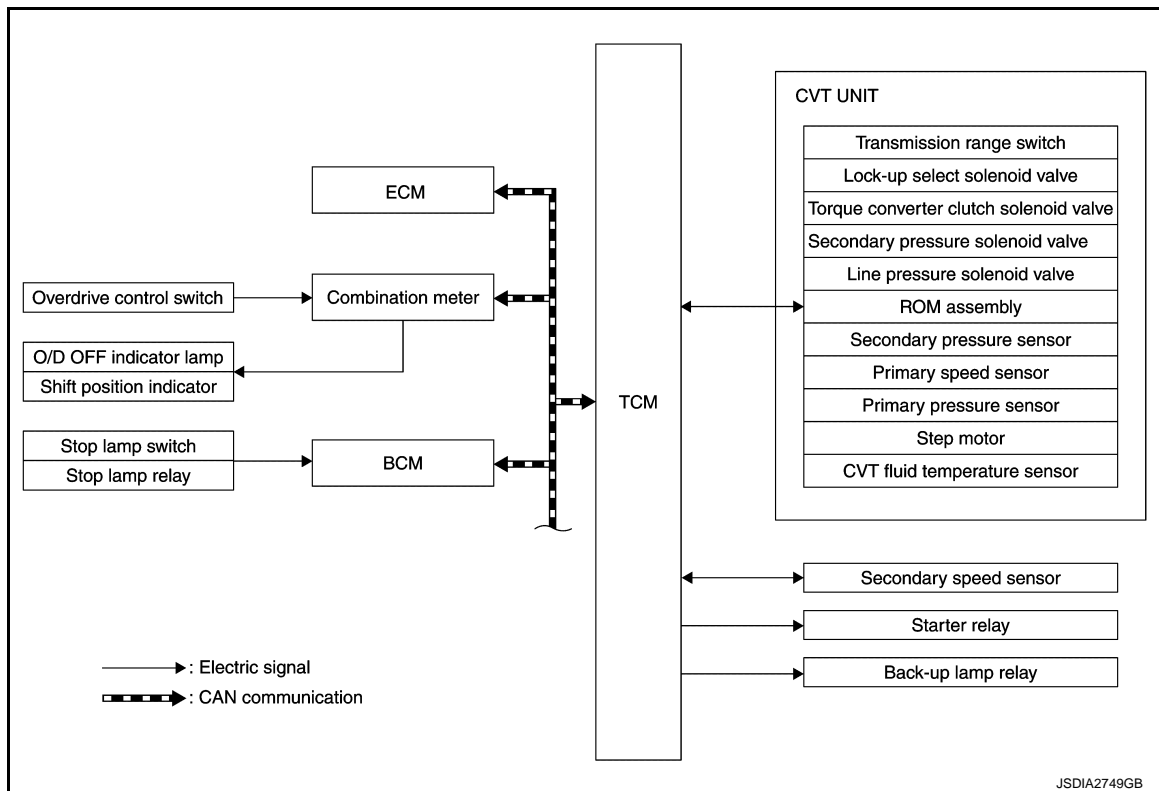 CVT UNIT
Transmission range switch
Lock-up select solenoid valve
Torque converter clutch solenoid valve
Secondary pressure solenoid valve
Line pressure solenoid valve
ROM assembly
Secondary pressure sensor
Primary speed sensor
Primary pressure sensor
Step motor
CVT fluid temperature sensor
ECM
Overdrive control switch
Combination meter
O/D OFF indicator lamp
Shift position indicator
TCM
Stop lamp switch
Stop lamp relay
BCM
Secondary speed sensor
Starter relay
Back-up lamp relay
: Electric signal
: CAN communication
JSDIA2749GB